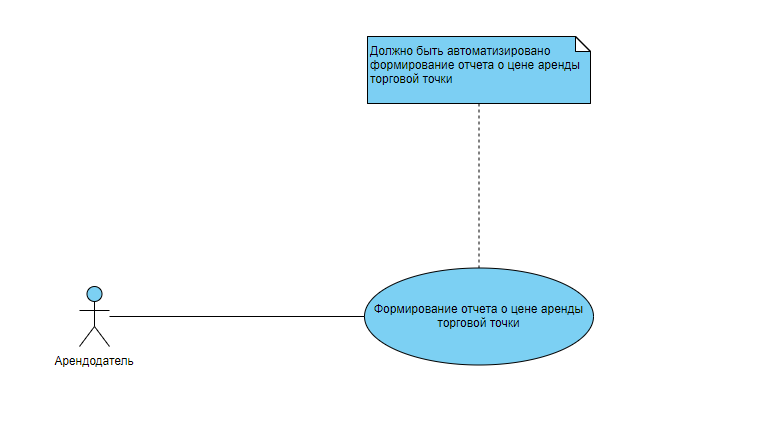 Должно быть автоматизировано
формирование отчета о цене аренды
торговой точки
Формирование отчета о цене аренды
торговой точки
Арендодатель